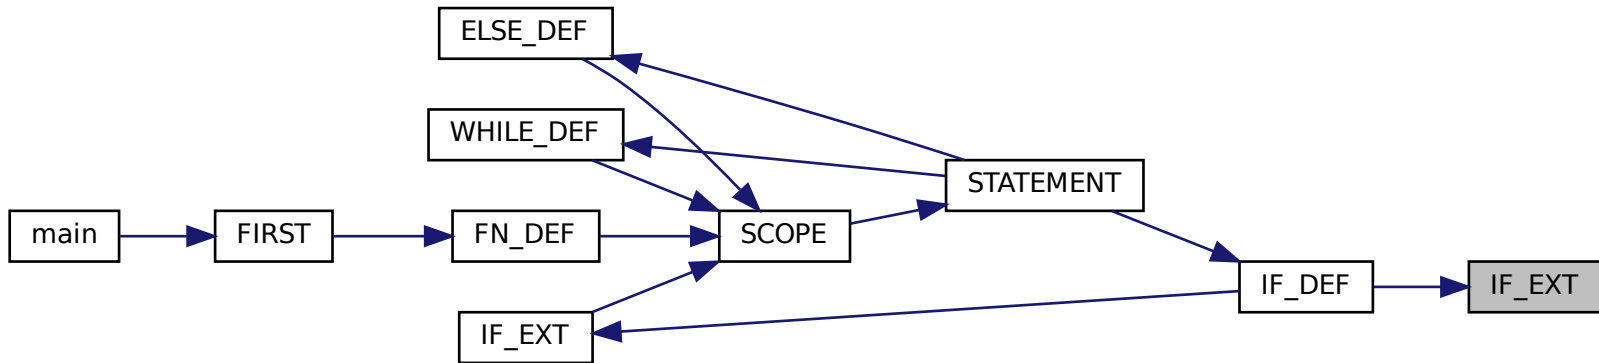 ELSE_DEF
WHILE_DEF
STATEMENT
main
FIRST
FN_DEF
SCOPE
IF_DEF
IF_EXT
IF_EXT